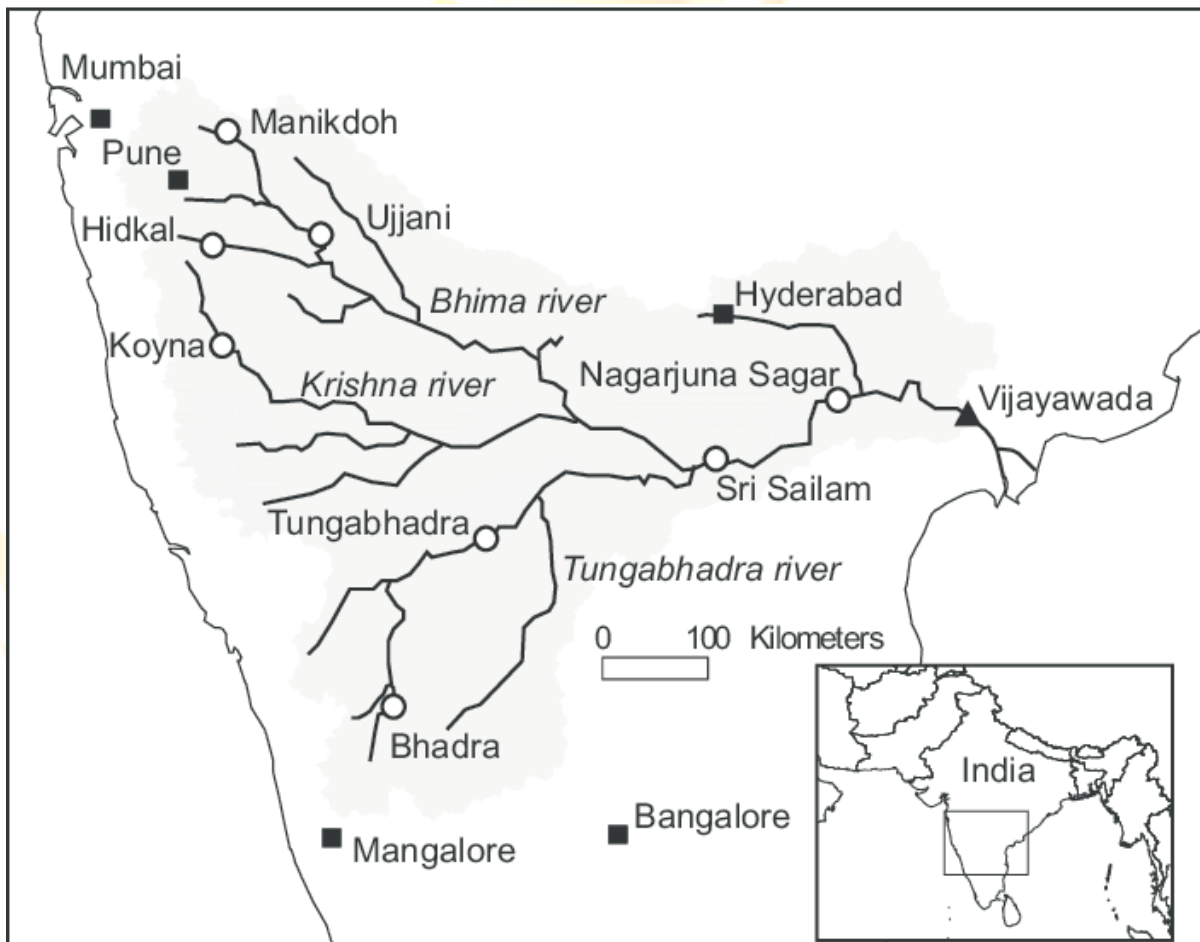 Mumbai
Manikdoh
Pune
Ujjani
Hidkal
Bhima river
Hyderabad
Koyna
Krishna river
Nagarjuna Sagar
Vijayawada
Sri Sailam
Tungabhadra
Tungabhadra river
0 100 Kilometers
Bhadra
India
Bangalore
Mangalore